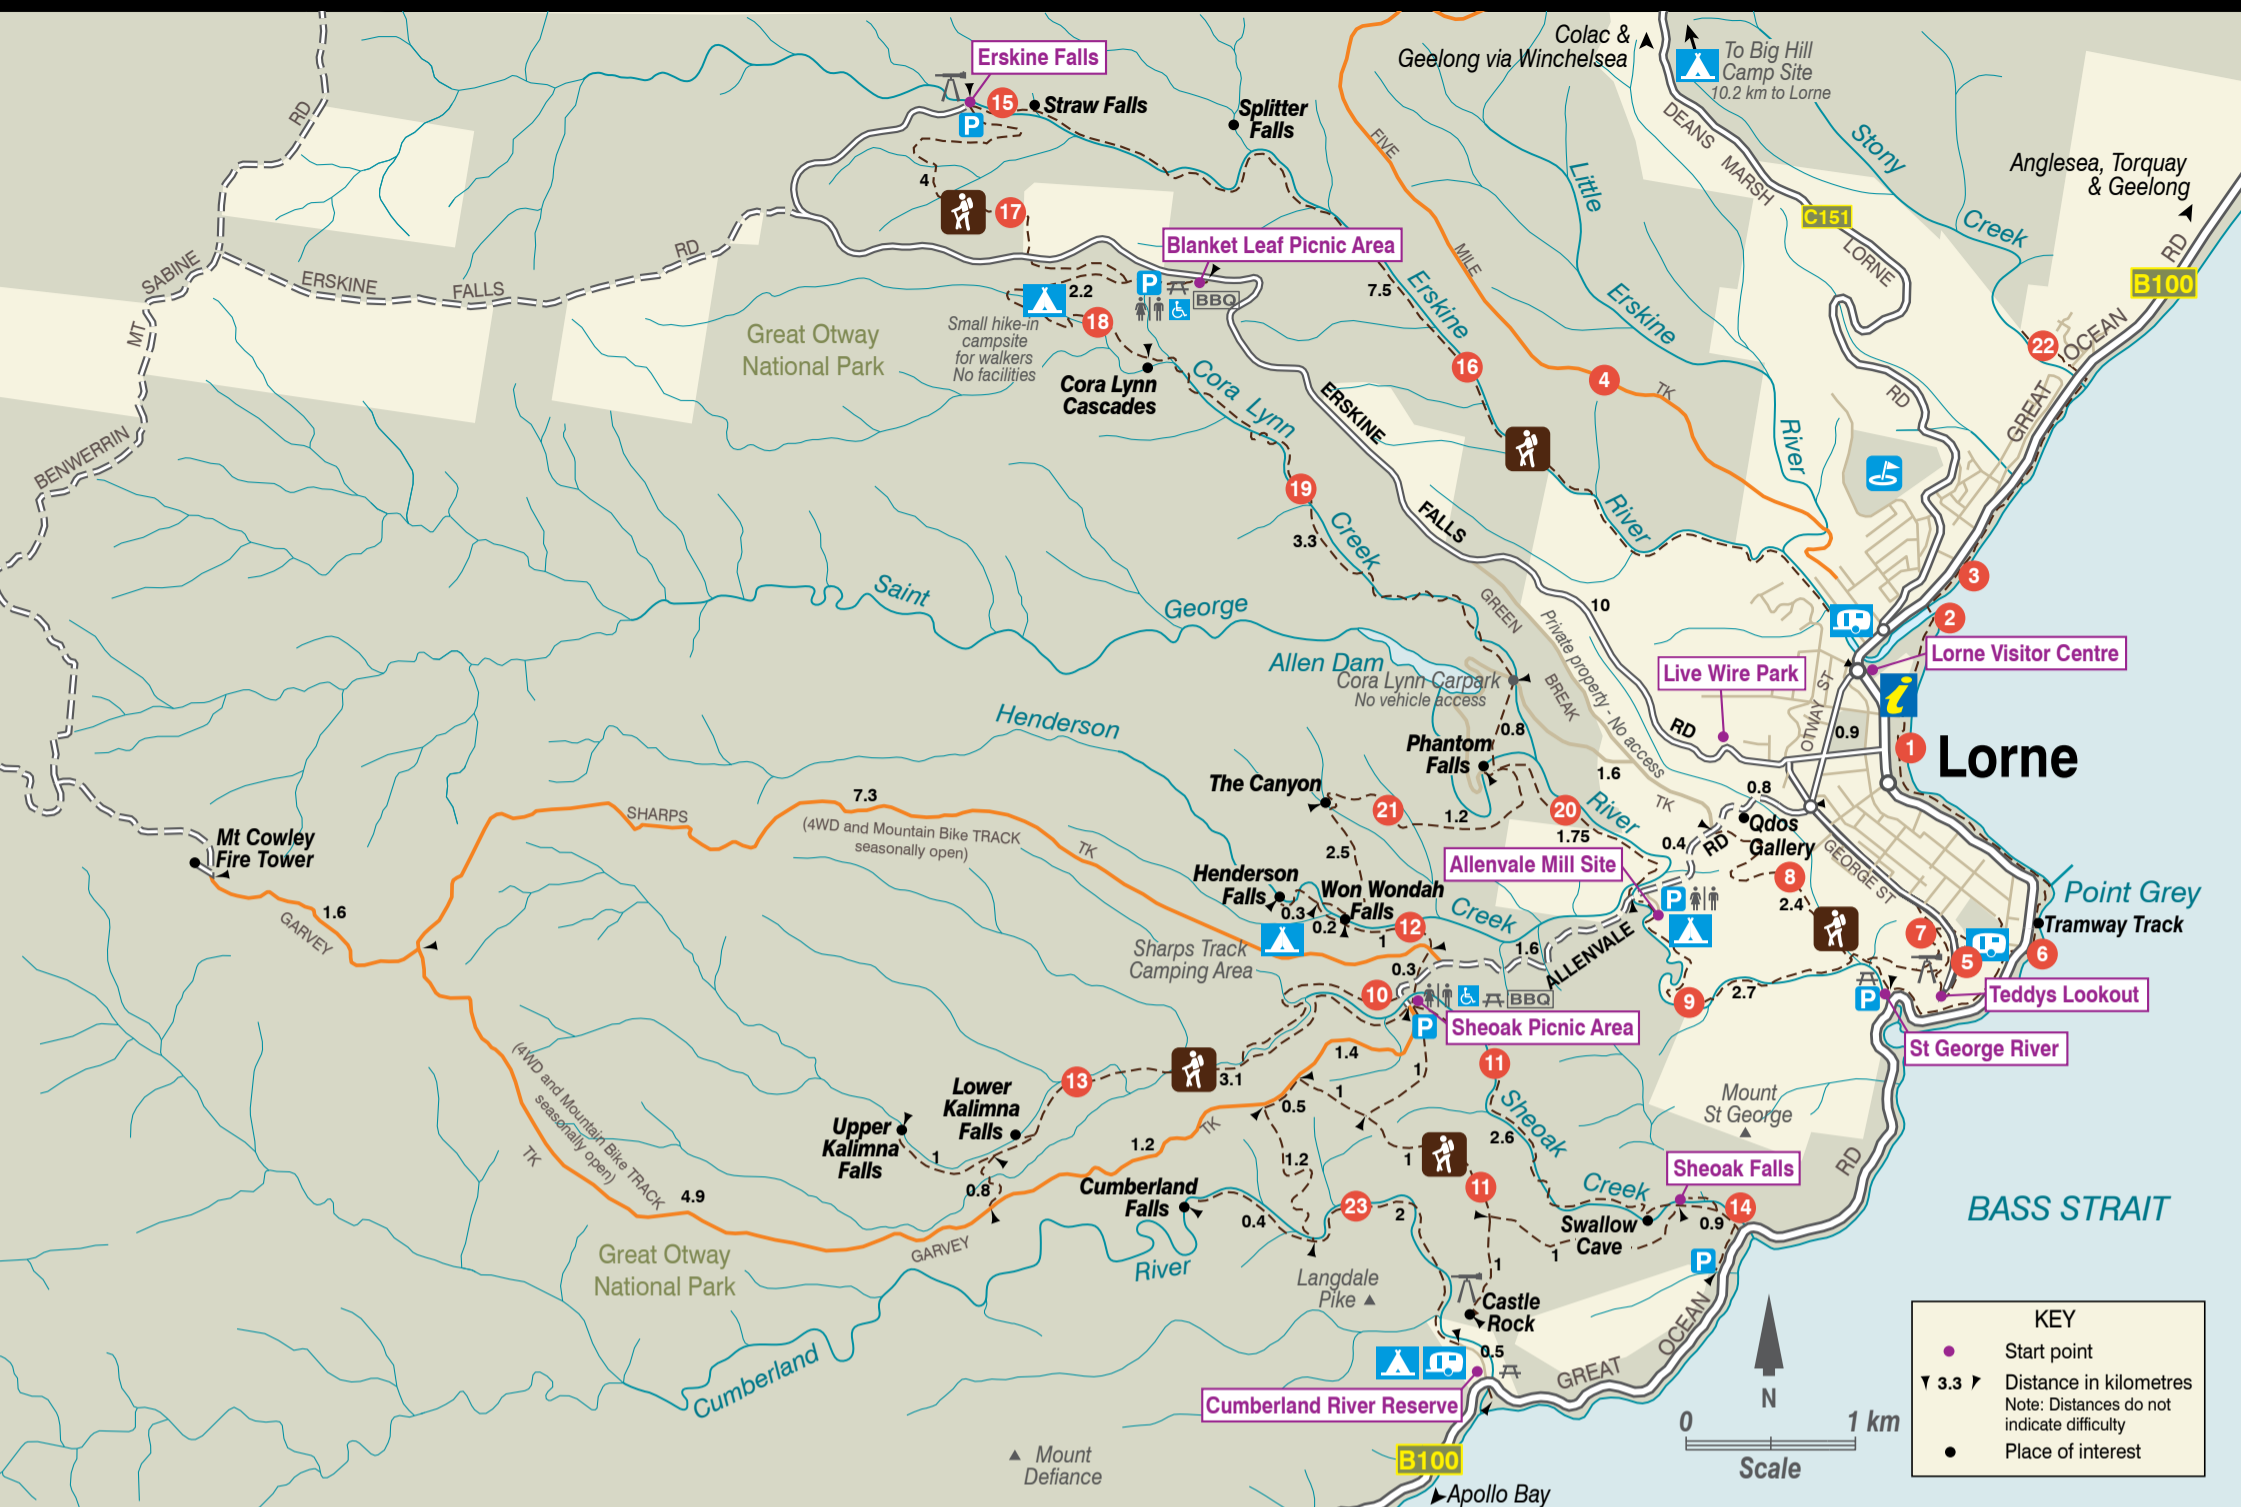 Colac &
Geelong via Winchelsea
To Big Hill
Camp Site
10.2 km to Lorne
Erskine Falls
15
Straw Falls
P
Splitter
Falls
RD
FIVE
MILE
TK
DEANS MARSH
C151
LORNE
RD
Stony
Creek
Anglesea, Torquay
& Geelong
RD
B100
OCEAN
GREAT
22
Little
Erskine
River
4
17
Blanket Leaf Picnic Area
P
BBQ
2.2
18
Small hike-in
campsite
for walkers
No facilities
SABINE
ERSKINE
FALLS
RD
MT
BENWERRIN
Great Otway
National Park
Cora Lynn
Cascades
Cora Lynn
Creek
7.5
Erskine
River
16
4
ERSKINE
FALLS
RD
19
3.3
10
Saint
George
River
Allen Dam
Cora Lynn Carpark
No vehicle access
GREEN
BREAK
TK
Private property - No access
1.6
3
2
Lorne Visitor Centre
i
Live Wire Park
OTWAY ST
0.9
1
Lorne
Henderson
Creek
0.8
Phantom
Falls
The Canyon
21
1.2
20
1.75
2.5
0.8
Qdos
Gallery
0.4
RD
Allenvale Mill Site
P
GEORGE ST
8
2.4
Point Grey
Tramway Track
7
5
6
Teddys Lookout
P
St George River
9
2.7
SHARPS
7.3
(4WD and Mountain Bike TRACK
seasonally open)
TK
Mt Cowley
Fire Tower
1.6
GARVEY
Henderson
Falls
0.3
Won Wondah
Falls
0.2
12
1
Sharps Track
Camping Area
0.3
1.6
ALLENVALE
10
BBQ
P
Sheoak Picnic Area
1.4
1
11
Sheoak
Creek
2.6
(4WD and Mountain Bike TRACK
seasonally open)
TK
4.9
13
3.1
Lower
Kalimna
Falls
Upper
Kalimna
Falls
1
0.8
1.2
TK
GARVEY
0.5
1
1
1.2
11
Mount
St George
Sheoak Falls
14
0.9
Swallow
Cave
1
1
P
Cumberland
Falls
0.4
23
2
Great Otway
National Park
Cumberland
River
Langdale
Pike
Castle
Rock
0.5
Cumberland River Reserve
GREAT
OCEAN
RD
BASS STRAIT
Mount
Defiance
B100
Apollo Bay
N
0
1 km
Scale
KEY
Start point
3.3
Distance in kilometres
Note: Distances do not
indicate difficulty
Place of interest